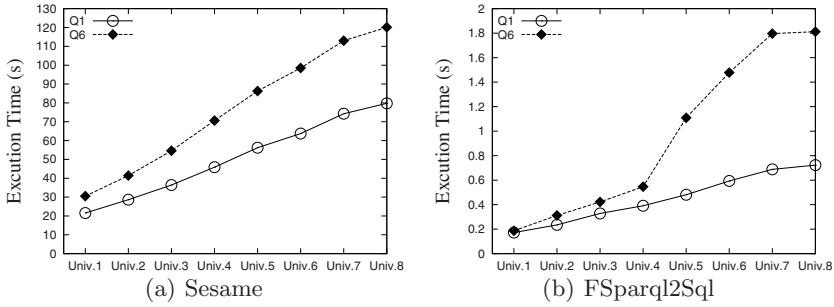 Excution Time (s)
130
120
110
100
90
80
70
60
50
40
30
20
10
0
Q1
Q6
Univ.1 Univ.2 Univ.3 Univ.4 Univ.5 Univ.6 Univ.7 Univ.8
(a) Sesame
Excution Time (s)
2
1.8
1.6
1.4
1.2
1
0.8
0.6
0.4
0.2
0
Q1
Q6
Univ.1 Univ.2 Univ.3 Univ.4 Univ.5 Univ.6 Univ.7 Univ.8
(b) FSparql2Sql